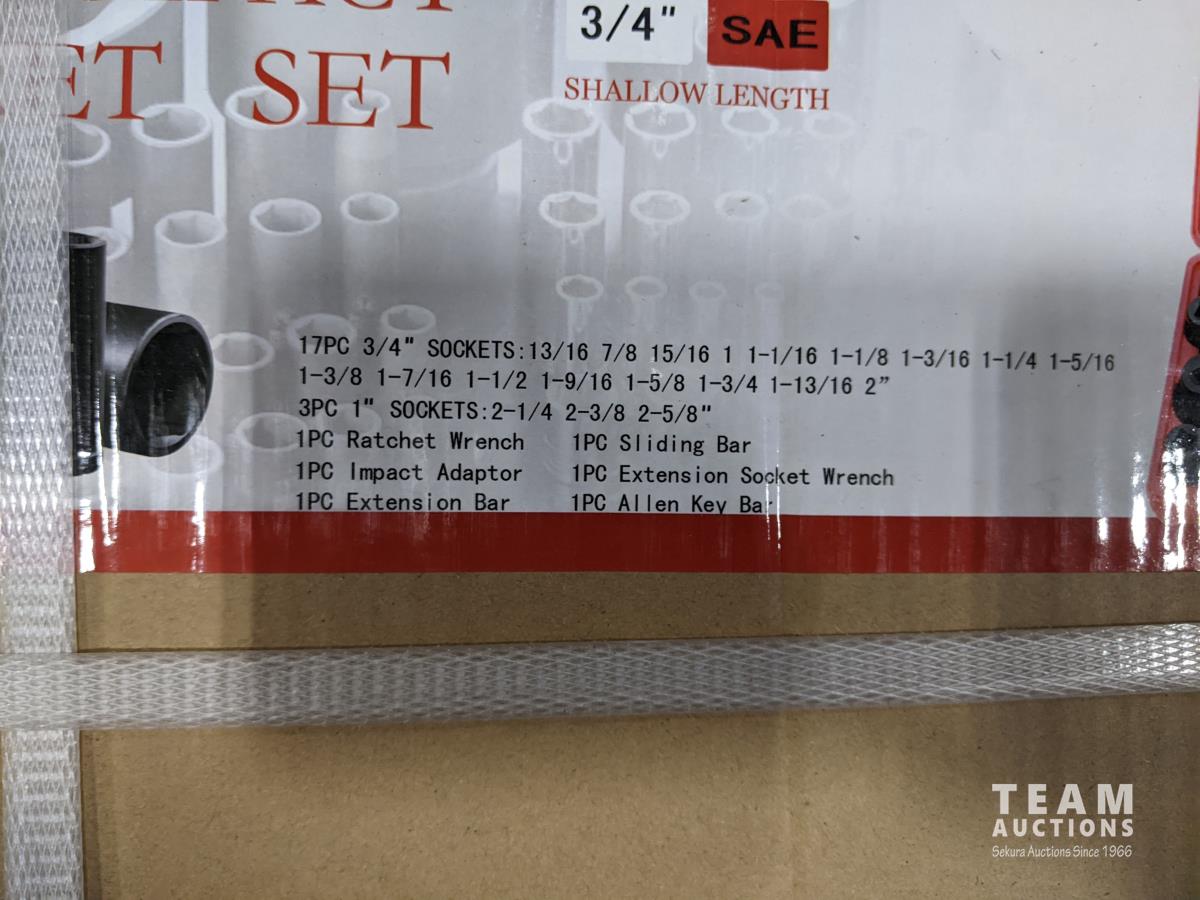 3/4" SAE
SET
SHALLOW LENGTH
17PC 3/4" SOCKETS:13/16 7/8 15/16 1 1-1/16 1-1/8 1-3/16 1-1/4 1-5/16
1-3/8 1-7/16 1-1/2 1-9/16 1-5/8 1-3/4 1-13/16 2”
3PC 1" SOCKETS:2-1/4 2-3/8 2-5/8"
1PC Ratchet Wrench 1PC Sliding Bar
1PC Impact Adaptor 1PC Extension Socket Wrench
1PC Extension Bar 1PC Allen Key Bar
TEAM
AUCTIONS
Sekura Auctions Since 1966